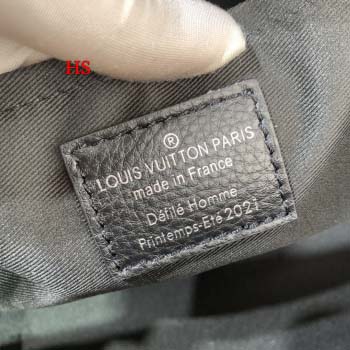 HS
®
LOUIS VUITTON PARIS
made in France
Défilé Homme
Printemps-Eté 2021